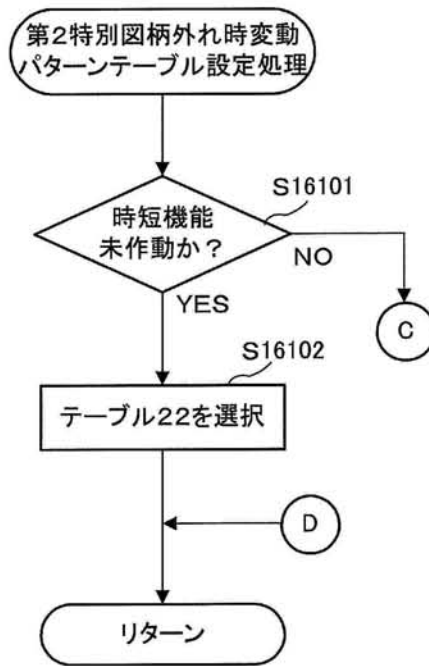 第2特別図柄外れ時変動
パターンテーブル設定処理
S16101
時短機能
未作動か?
NO
YES
C
S16102
テーブル22を選択
D
リターン